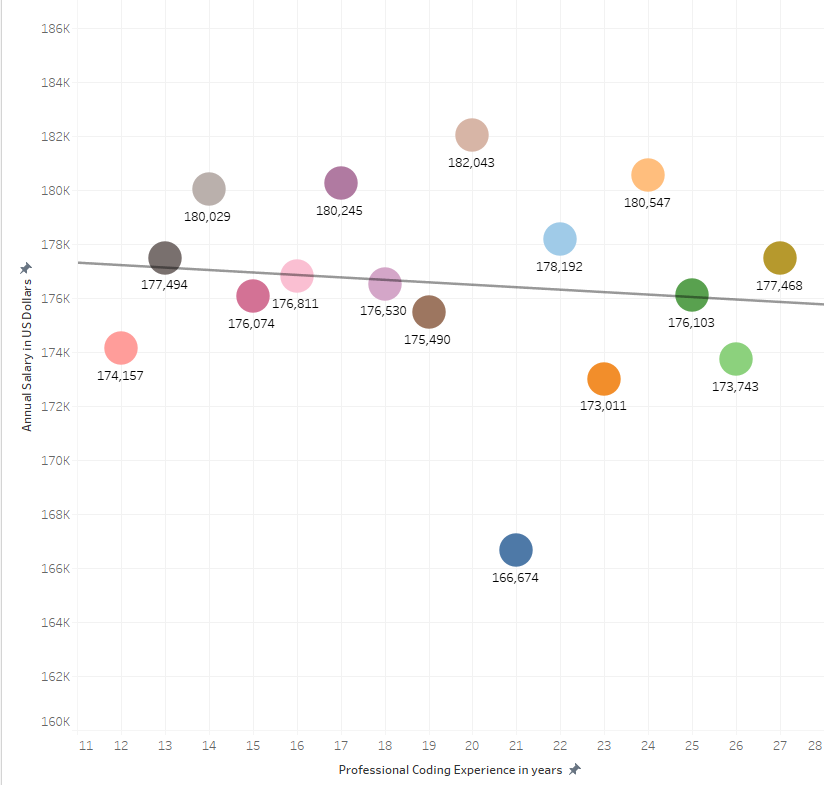 186K
184K
182K
180K
178K
176K
174K
172K
170K
168K
166K
164K
162K
160K
Annual Salary in US Dollars
182,043
180,547
180,029
180,245
178,192
177,494
177,468
176,811
176,530
176,074
176,103
175,490
174,157
173,743
173,011
166,674
11 12 13 14 15 16 17 18 19 20 21 22 23 24 25 26 27 28
Professional Coding Experience in years